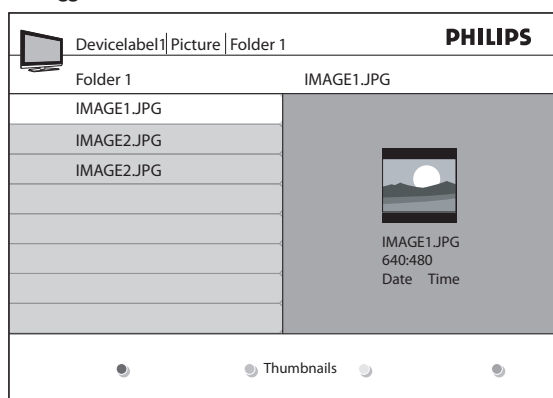 Devicelabel1 Picture Folder 1 PHILIPS
Folder 1 IMAGE1.JPG
IMAGE1.JPG
IMAGE2.JPG
IMAGE2.JPG
IMAGE1.JPG
640:480
Date Time
Thumbnails